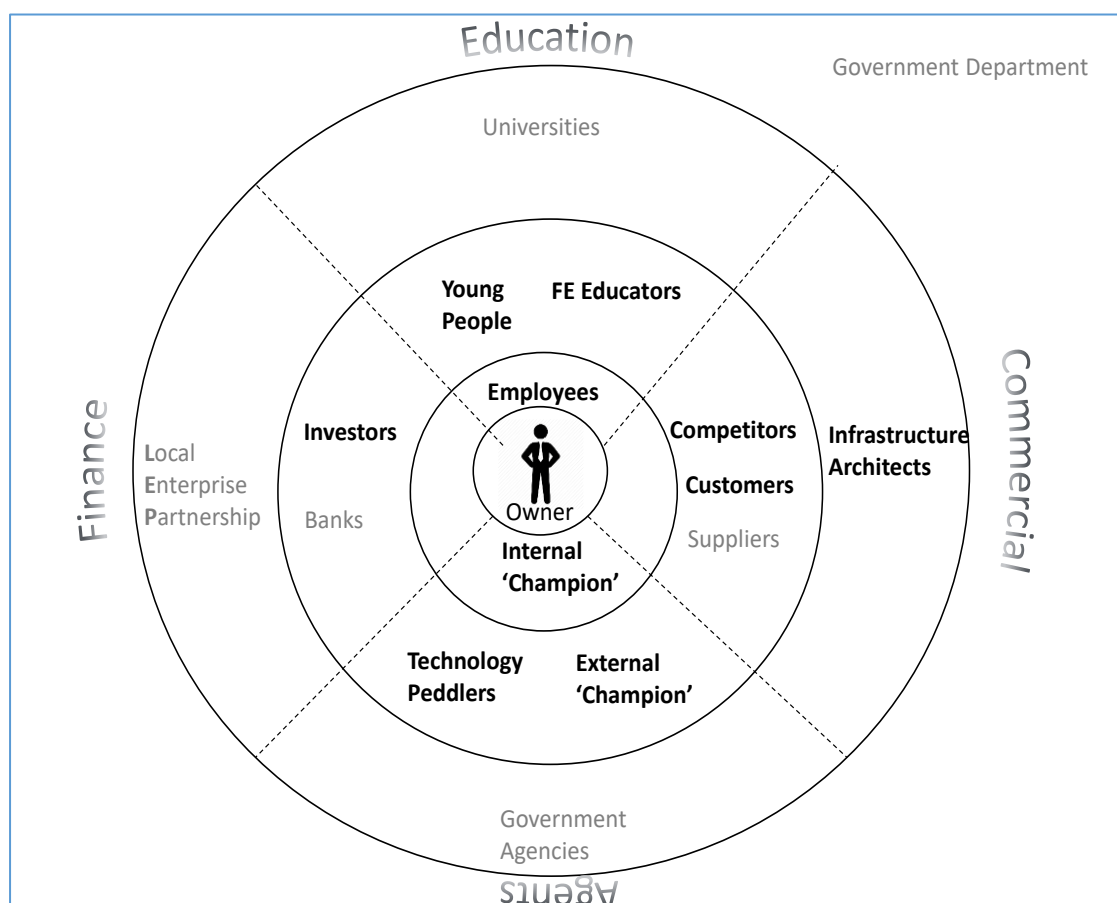 Education
Government Department
Universities
Young
People
FE Educators
Employees
Investors
Competitors
Infrastructure
Architects
Customers
Commercial
Finance
Local
Enterprise
Partnership
Banks
Owner
Suppliers
Internal
‘Champion’
Technology
Peddlers
External
‘Champion’
Government
Agencies
Agents